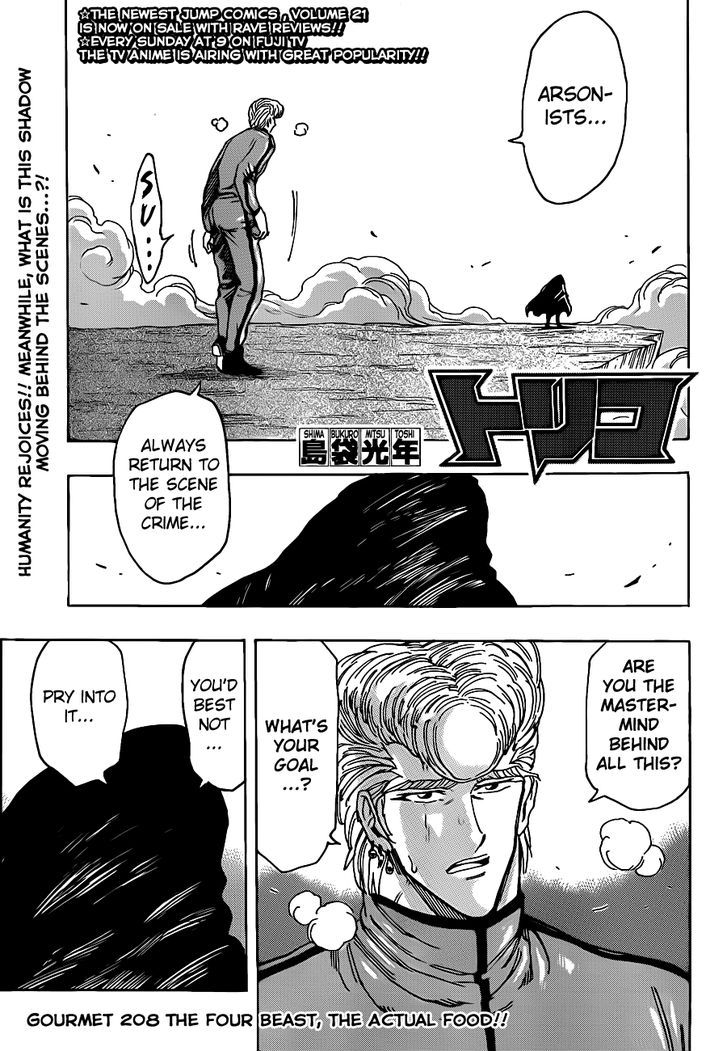 ☆THE NEWEST JUMP COMICS, VOLUME 21
IS NOW ON SALE WITH RAVE REVIEWS!!
☆EVERY SUNDAY AT 9 ON FUJI TV
THE TV ANIME IS AIRING WITH GREAT POPULARITY!!
HUMANITY REJOICES!! MEANWHILE, WHAT IS THIS SHADOW
MOVING BEHIND THE SCENES...?!
ARSON-
ISTS...
SU...
トリコ
SHIMA BUKURO MITSU TOSHI
島袋光年
ALWAYS
RETURN TO
THE SCENE
OF THE
CRIME...
ARE
YOU THE
MASTER-
MIND
BEHIND
ALL THIS?
WHAT'S
YOUR
GOAL
...?
YOU'D
BEST
NOT
...
PRY INTO
IT...
GOURMET 208 THE FOUR BEAST, THE ACTUAL FOOD!!